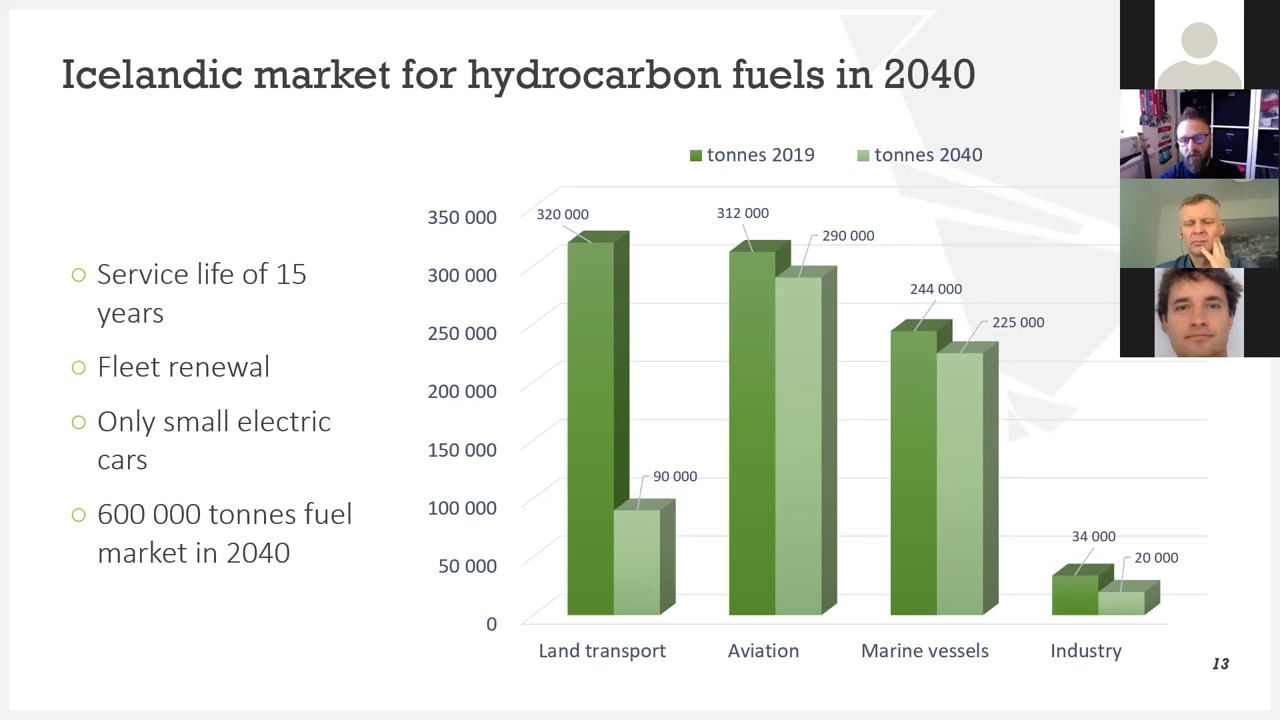 Icelandic market for hydrocarbon fuels in 2040
tonnes 2019
tonnes 2040
Service life of 15
years
Fleet renewal
Only small electric
cars
600 000 tonnes fuel
market in 2040
350 000
300 000
250 000
200 000
150 000
100 000
50 000
0
320 000
90 000
312 000
290 000
244 000
225 000
34 000
20 000
Land transport
Aviation
Marine vessels
Industry
13